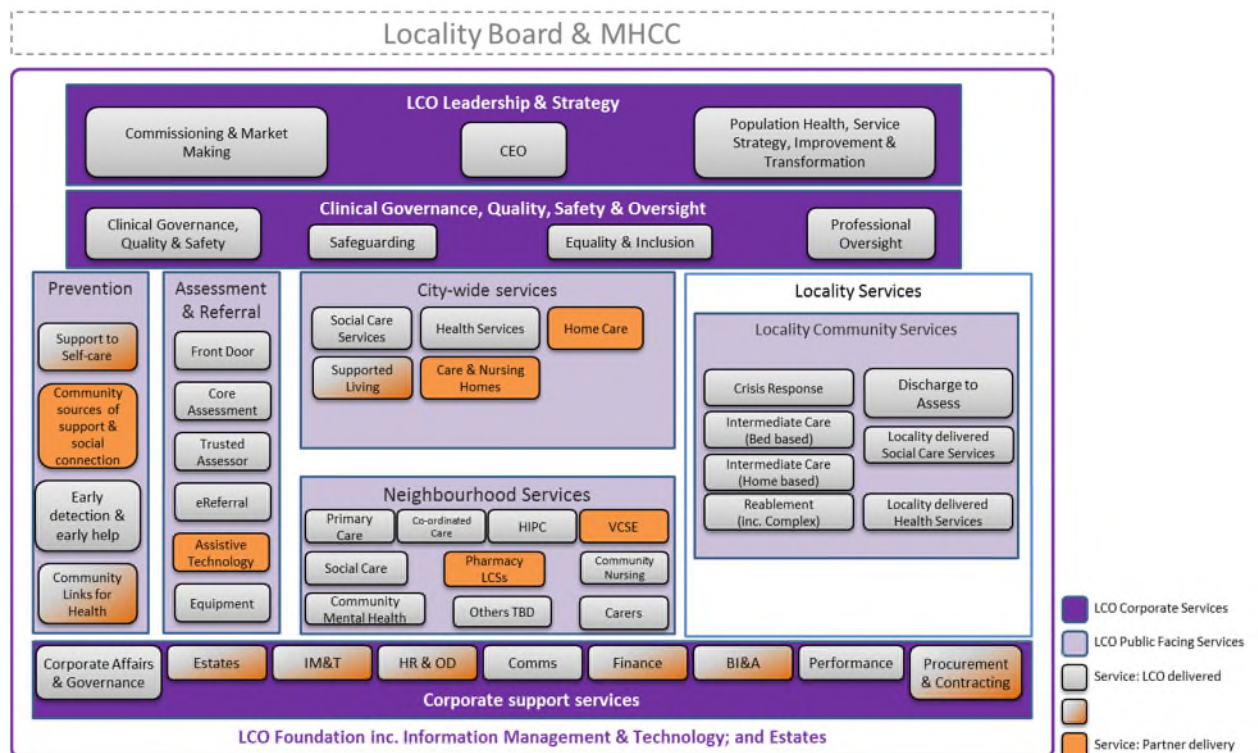 Locality Board & MHCC
LCO Leadership & Strategy
Commissioning & Market
Making
CEO
Population Health, Service
Strategy, Improvement &
Transformation
Clinical Governance, Quality, Safety & Oversight
Clinical Governance,
Quality & Safety
Safeguarding
Equality & Inclusion
Professional
Oversight
Prevention
Support to
Self-care
Community
sources of
support &
social
connection
Early
detection &
early help
Community
Links for
Health
Assessment
& Referral
Front Door
Core
Assessment
Trusted
Assessor
eReferral
Assistive
Technology
Equipment
City-wide services
Social Care
Services
Health Services
Home Care
Supported
Living
Care & Nursing
Homes
Neighbourhood Services
Primary
Care
Co-ordinated
Care
HIPC
VCSE
Social Care
Pharmacy
LCSs
Community
Nursing
Community
Mental Health
Others TBD
Carers
Locality Services
Locality Community Services
Crisis Response
Discharge to
Assess
Intermediate Care
(Bed based)
Locality delivered
Social Care Services
Intermediate Care
(Home based)
Reablement
(Inc. Complex)
Locality delivered
Health Services
Corporate Affairs
& Governance
Estates
IM&T
HR & OD
Comms
Finance
BI&A
Performance
Procurement
& Contracting
Corporate support services
LCO Foundation inc. Information Management & Technology; and Estates
LCO Corporate Services
LCO Public Facing Services
Service: LCO delivered
Service: Partner delivery